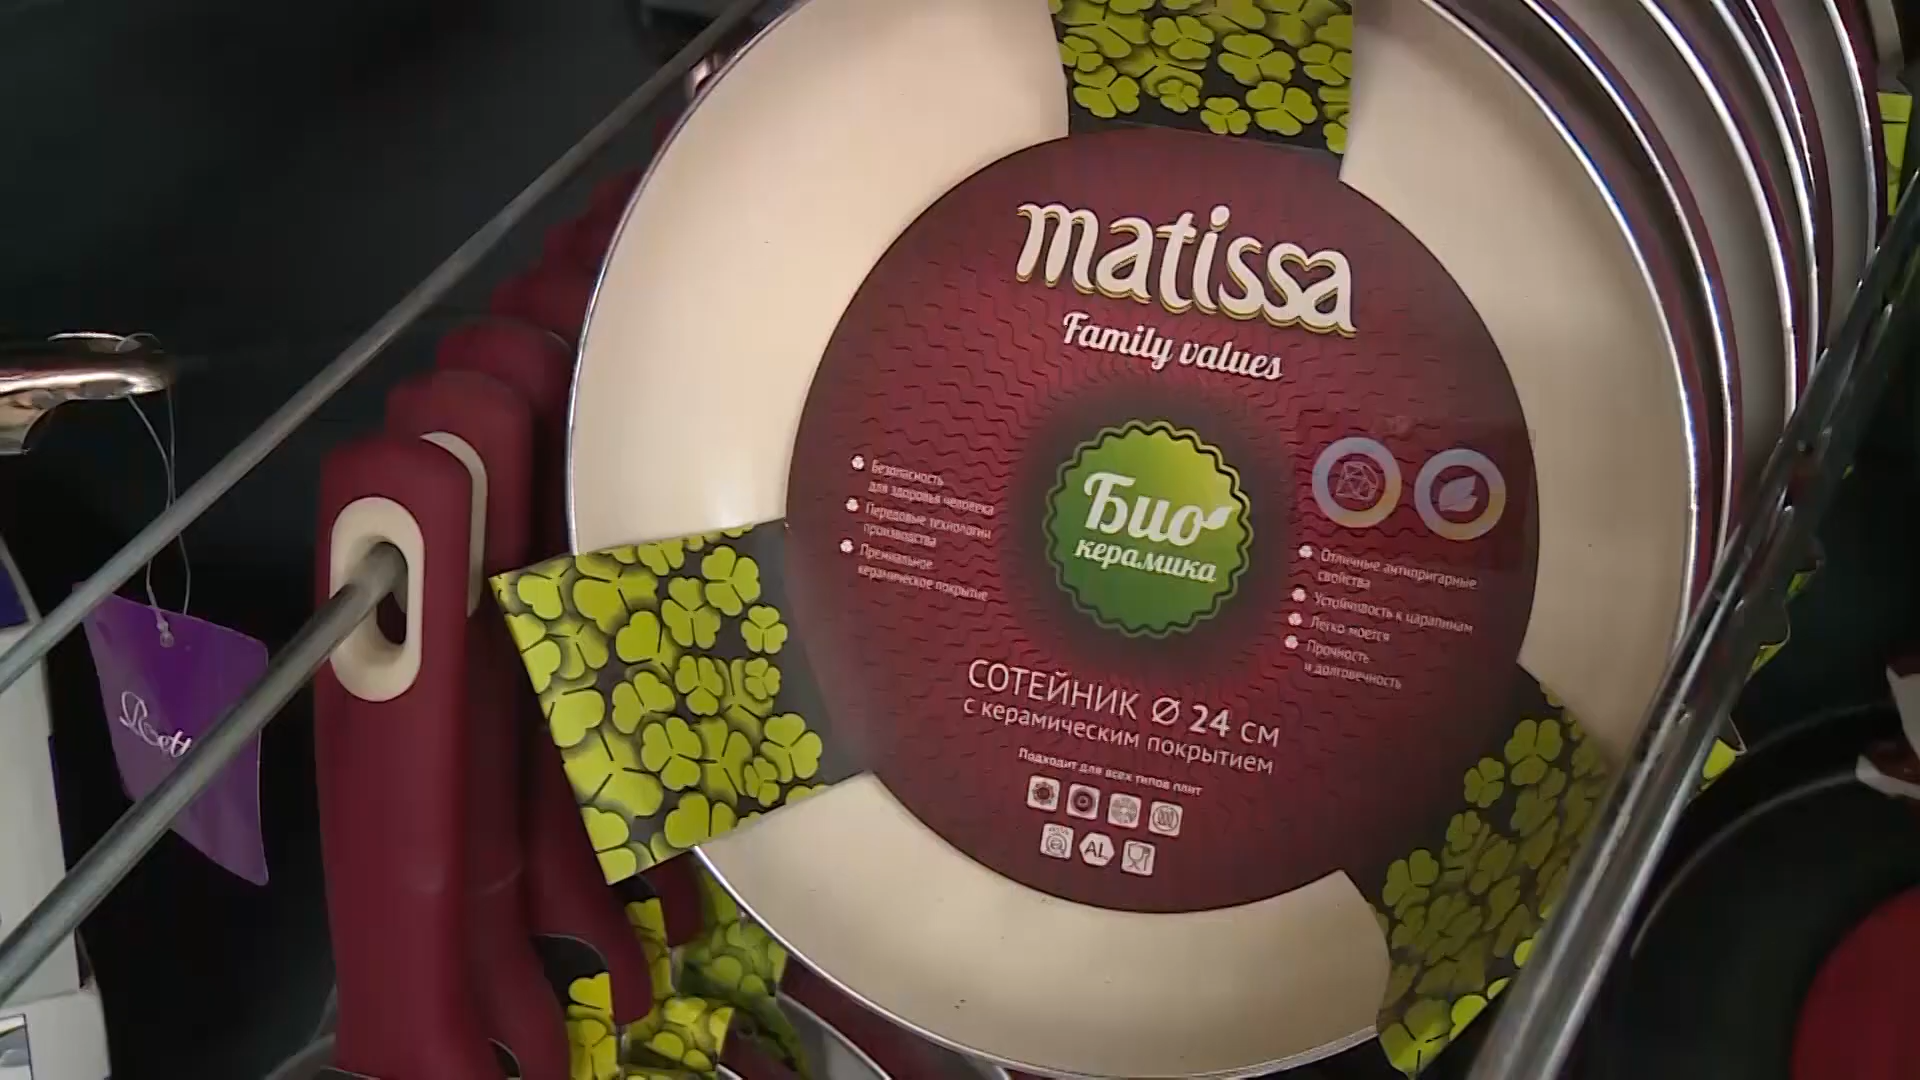 matissa
Family values
Био
керамика
Безопасность
для здоровья человека
Передовые технологии
производства
Премиальное
керамическое покрытие
Отличные антипригарные
свойства
Устойчивость к царапинам
Легко моется
Прочность
и долговечность
СОТЕЙНИК Ø 24 СМ
С КЕРАМИЧЕСКИМ ПОКРЫТИЕМ
Подходит для всех типов плит
AL